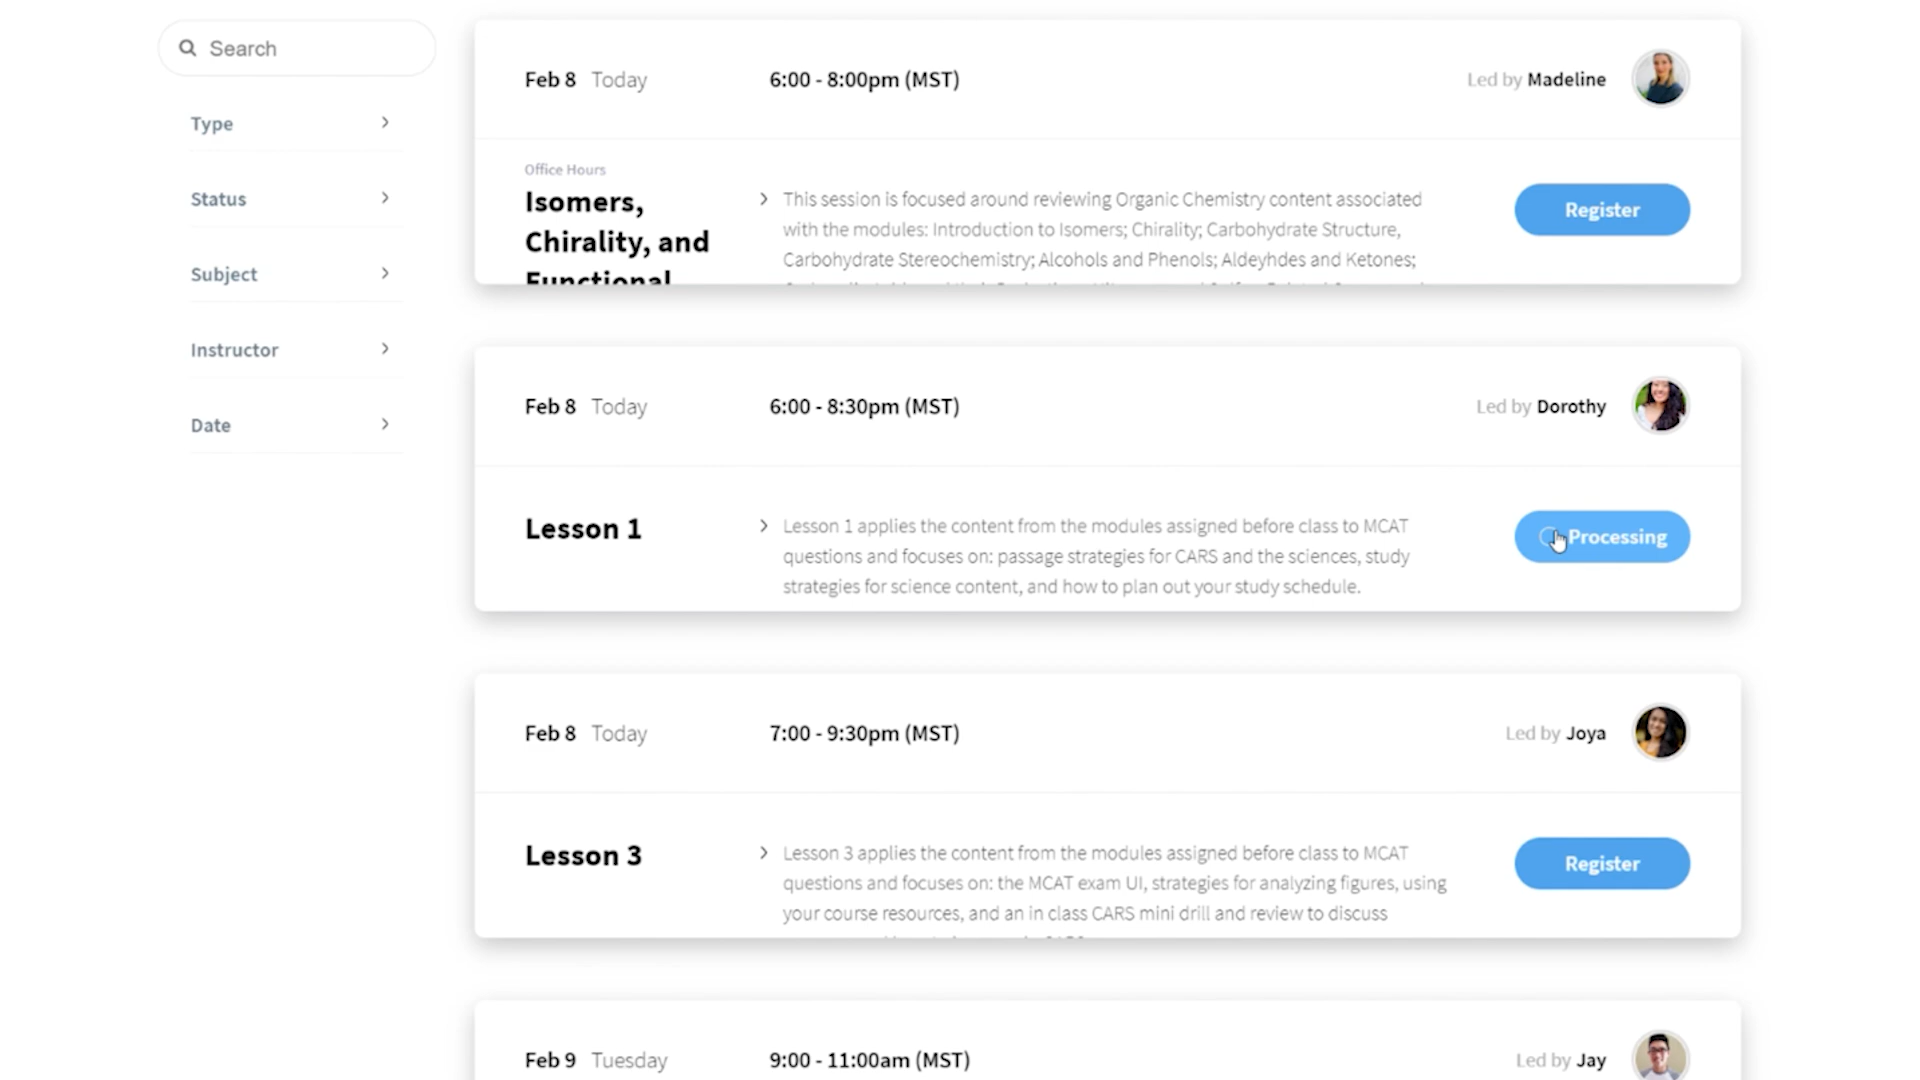 Search
Type
Status
Subject
Instructor
Date
Feb 8 Today 6:00 - 8:00pm (MST) Led by Madeline
Office Hours
Isomers,
Chirality, and
Functional
This session is focused around reviewing Organic Chemistry content associated
with the modules: Introduction to Isomers; Chirality; Carbohydrate Structure,
Carbohydrate Stereochemistry; Alcohols and Phenols; Aldeyhdes and Ketones;
Register
Feb 8 Today 6:00 - 8:30pm (MST) Led by Dorothy
Lesson 1
Lesson 1 applies the content from the modules assigned before class to MCAT
questions and focuses on: passage strategies for CARS and the sciences, study
strategies for science content, and how to plan out your study schedule.
Processing
Feb 8 Today 7:00 - 9:30pm (MST) Led by Joya
Lesson 3
Lesson 3 applies the content from the modules assigned before class to MCAT
questions and focuses on: the MCAT exam UI, strategies for analyzing figures, using
your course resources, and an in class CARS mini drill and review to discuss
Register
Feb 9 Tuesday 9:00 - 11:00am (MST) Led by Jay